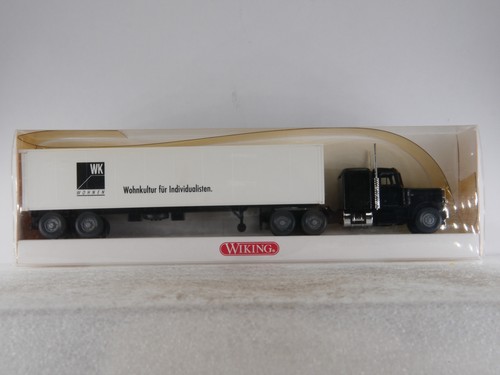 WK
WOHNEN
Wohnkultur für Individualisten.
WIKING®